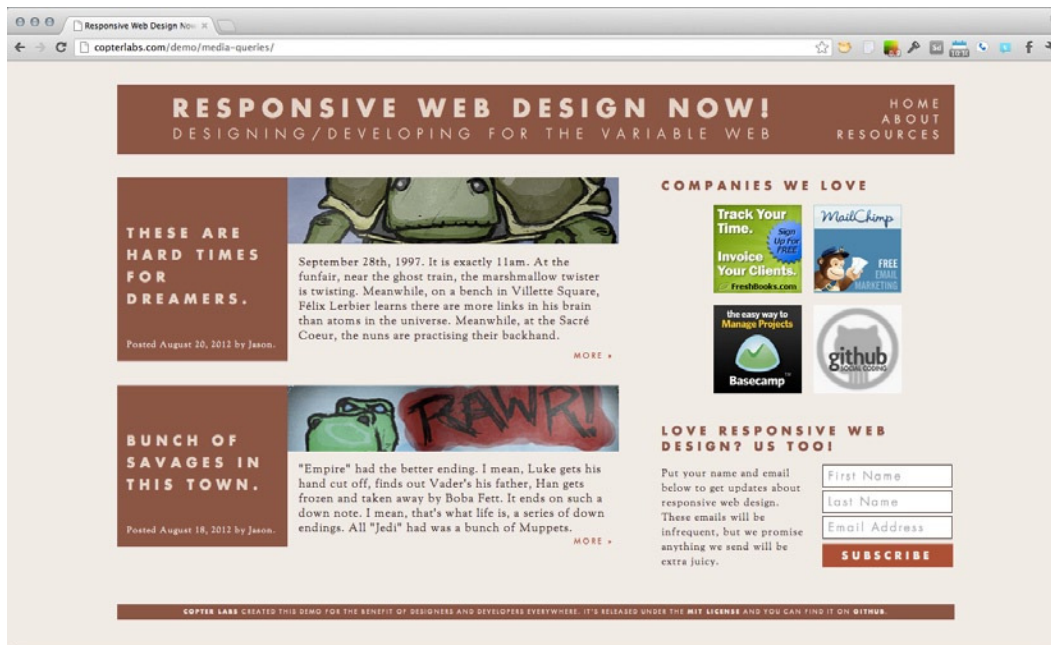 Responsive Web Design Now
copterlabs.com/demo/media-queries/
RESPONSIVE WEB DESIGN NOW!
DESIGNING/DEVELOPING FOR THE VARIABLE WEB
HOME
ABOUT
RESOURCES
THESE ARE
HARD TIMES
FOR
DREAMERS.
Posted August 20, 2012 by Jason.
September 28th, 1997. It is exactly 11am. At the
funfair, near the ghost train, the marshmallow twister
is twisting. Meanwhile, on a bench in Villette Square,
Félix Lerbier learns there are more links in his brain
than atoms in the universe. Meanwhile, at the Sacré
Coeur, the nuns are practising their backhand.
MORE ▸
BUNCH OF
SAVAGES IN
THIS TOWN.
Posted August 18, 2012 by Jason.
RAWR!
"Empire" had the better ending. I mean, Luke gets his
hand cut off, finds out Vader's his father, Han gets
frozen and taken away by Boba Fett. It ends on such a
down note. I mean, that's what life is, a series of down
endings. All "Jedi" had was a bunch of Muppets.
MORE ▸
COMPANIES WE LOVE
Track Your
Time.
Sign
Up For
FREE
Invoice
Your Clients.
FreshBooks.com
MailChimp
FREE
EMAIL
MARKETING
the easy way to
Manage Projects
Basecamp™
github
SOCIAL CODING
LOVE RESPONSIVE WEB
DESIGN? US TOO!
Put your name and email
below to get updates about
responsive web design.
These emails will be
infrequent, but we promise
anything we send will be
extra juicy.
First Name
Last Name
Email Address
SUBSCRIBE
COPTER LABS CREATED THIS DEMO FOR THE BENEFIT OF DESIGNERS AND DEVELOPERS EVERYWHERE. IT'S RELEASED UNDER THE MIT LICENSE AND YOU CAN FIND IT ON GITHUB.